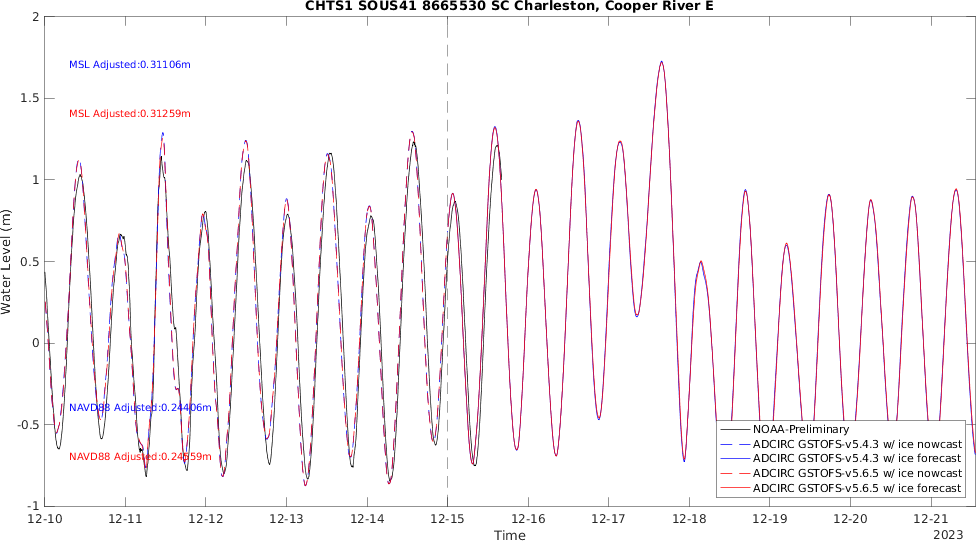 CHTS1 SOUS41 8665530 SC Charleston, Cooper River E
2
1.5
1
0.5
0
-0.5
-1
Water Level (m)
MSL Adjusted:0.31106m
MSL Adjusted:0.31259m
NAVD88 Adjusted:0.24406m
NAVD88 Adjusted:0.24559m
NOAA-Preliminary
ADCIRC GSTOFS-v5.4.3 w/ ice nowcast
ADCIRC GSTOFS-v5.4.3 w/ ice forecast
ADCIRC GSTOFS-v5.6.5 w/ ice nowcast
ADCIRC GSTOFS-v5.6.5 w/ ice forecast
12-10 12-11 12-12 12-13 12-14 12-15 12-16 12-17 12-18 12-19 12-20 12-21
Time
2023